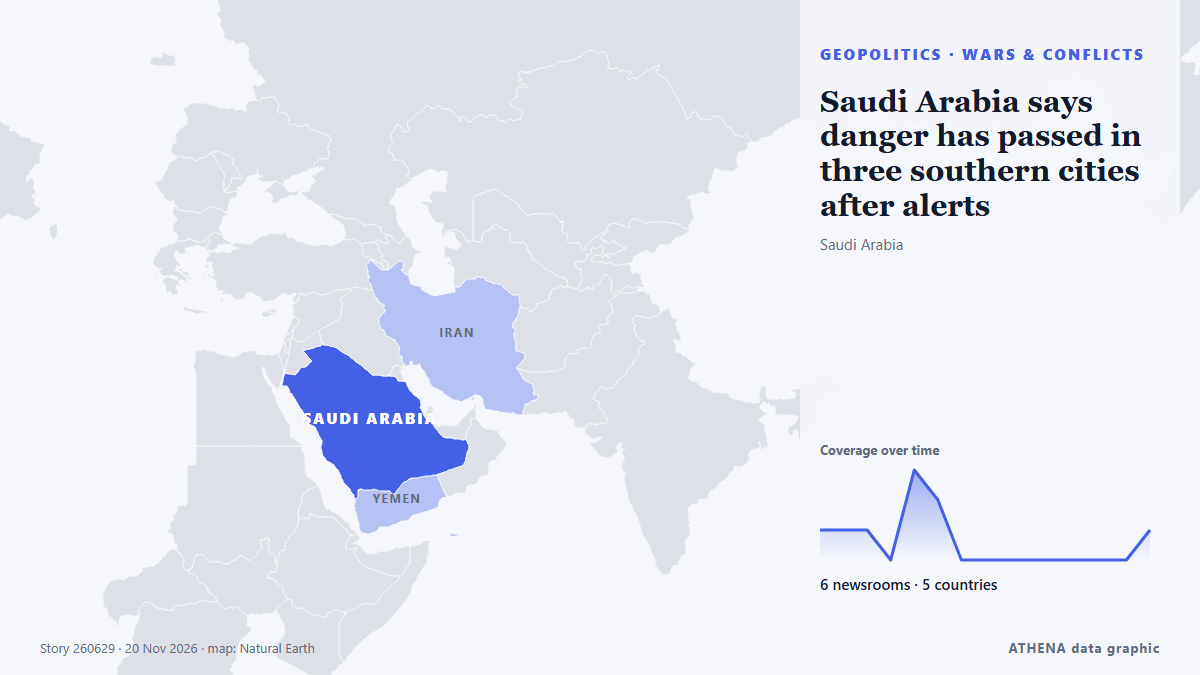 GEOPOLITICS · WARS & CONFLICTS
Saudi Arabia says
danger has passed in
three southern cities
after alerts
Saudi Arabia
IRAN
SAUDI ARABIA
YEMEN
Coverage over time
6 newsrooms · 5 countries
Story 260629 · 20 Nov 2026 · map: Natural Earth
ATHENA data graphic